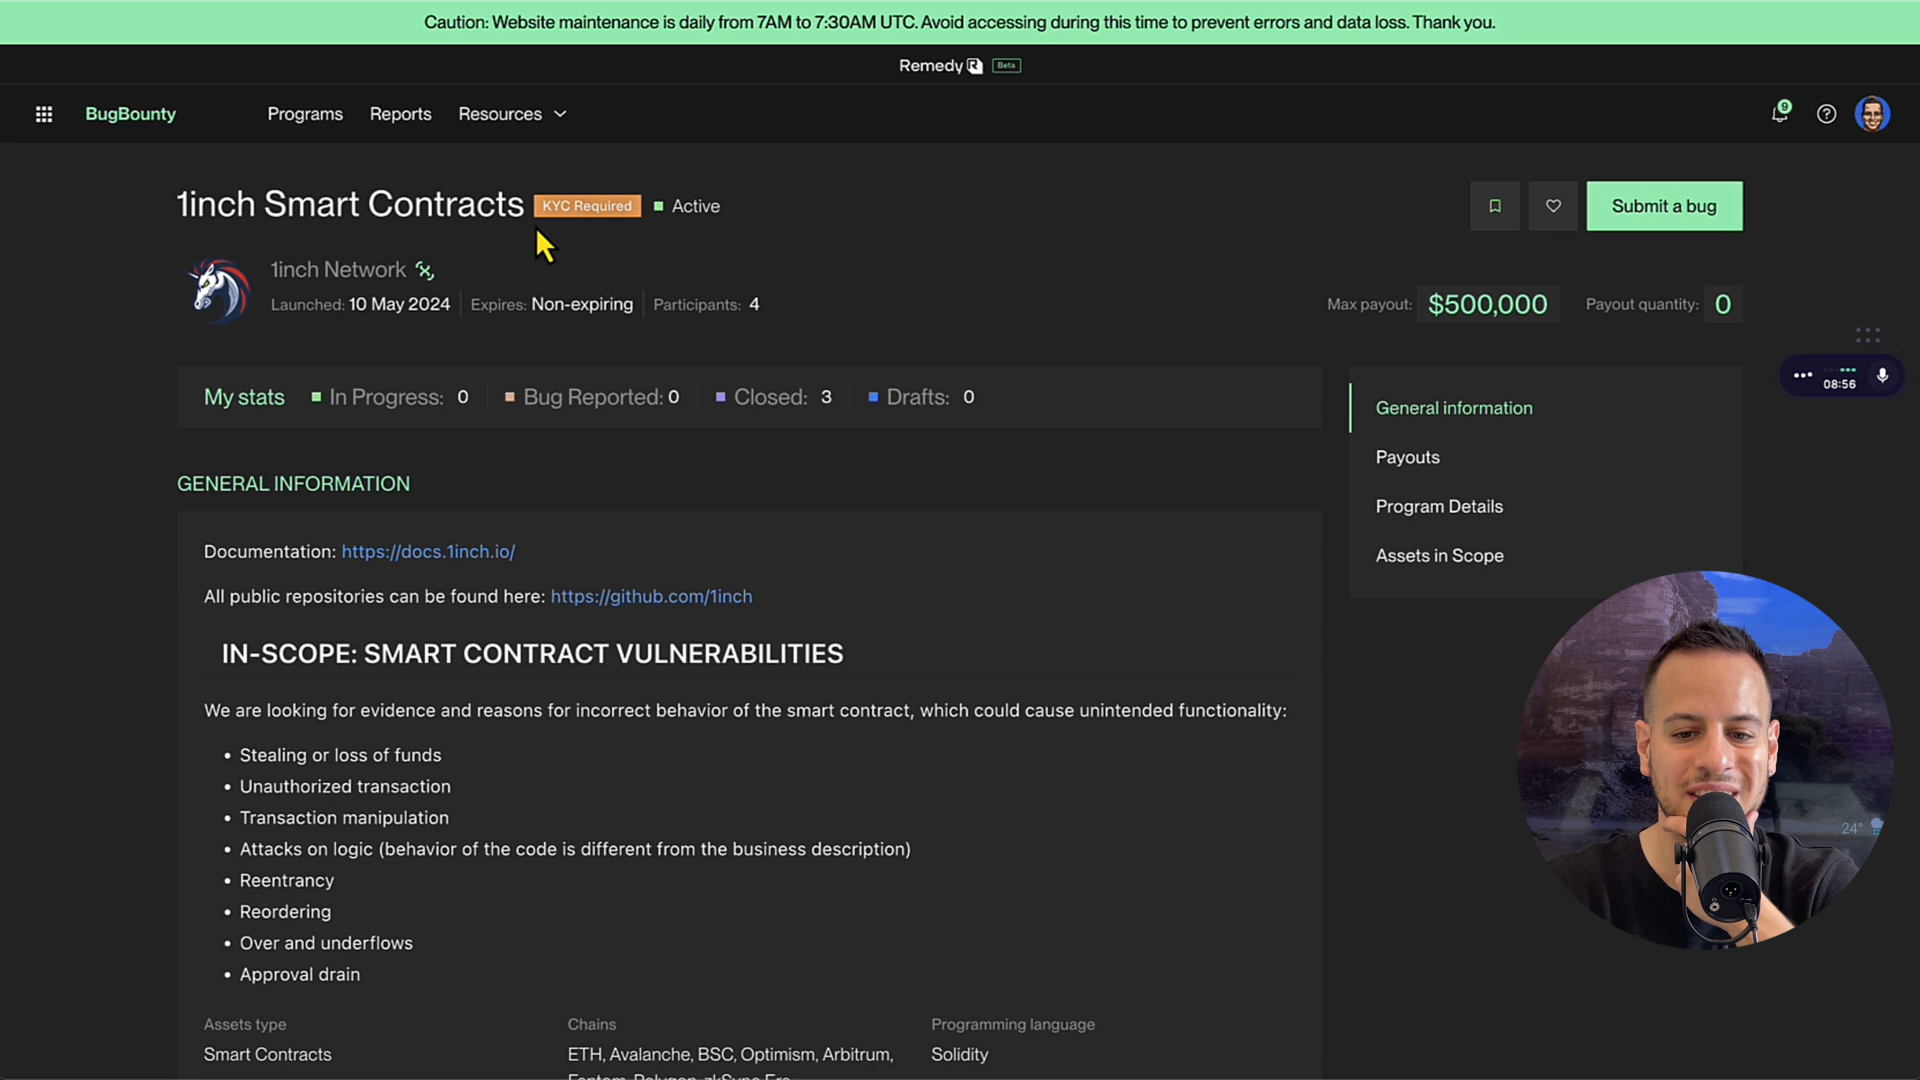 Caution: Website maintenance is daily from 7AM to 7:30AM UTC. Avoid accessing during this time to prevent errors and data loss. Thank you.
Remedy R Beta
BugBounty Programs Reports Resources 9
1inch Smart Contracts KYC Required Active Submit a bug
1inch Network
Launched: 10 May 2024 Expires: Non-expiring Participants: 4 Max payout: $500,000 Payout quantity: 0
08:56
My stats In Progress: 0 Bug Reported: 0 Closed: 3 Drafts: 0
General information
Payouts
Program Details
Assets in Scope
GENERAL INFORMATION
Documentation: https://docs.1inch.io/
All public repositories can be found here: https://github.com/1inch
IN-SCOPE: SMART CONTRACT VULNERABILITIES
We are looking for evidence and reasons for incorrect behavior of the smart contract, which could cause unintended functionality:
• Stealing or loss of funds
• Unauthorized transaction
• Transaction manipulation
• Attacks on logic (behavior of the code is different from the business description)
• Reentrancy
• Reordering
• Over and underflows
• Approval drain
24°
Assets type Chains Programming language
Smart Contracts ETH, Avalanche, BSC, Optimism, Arbitrum, Solidity
Fantom, Polygon, zkSync Era